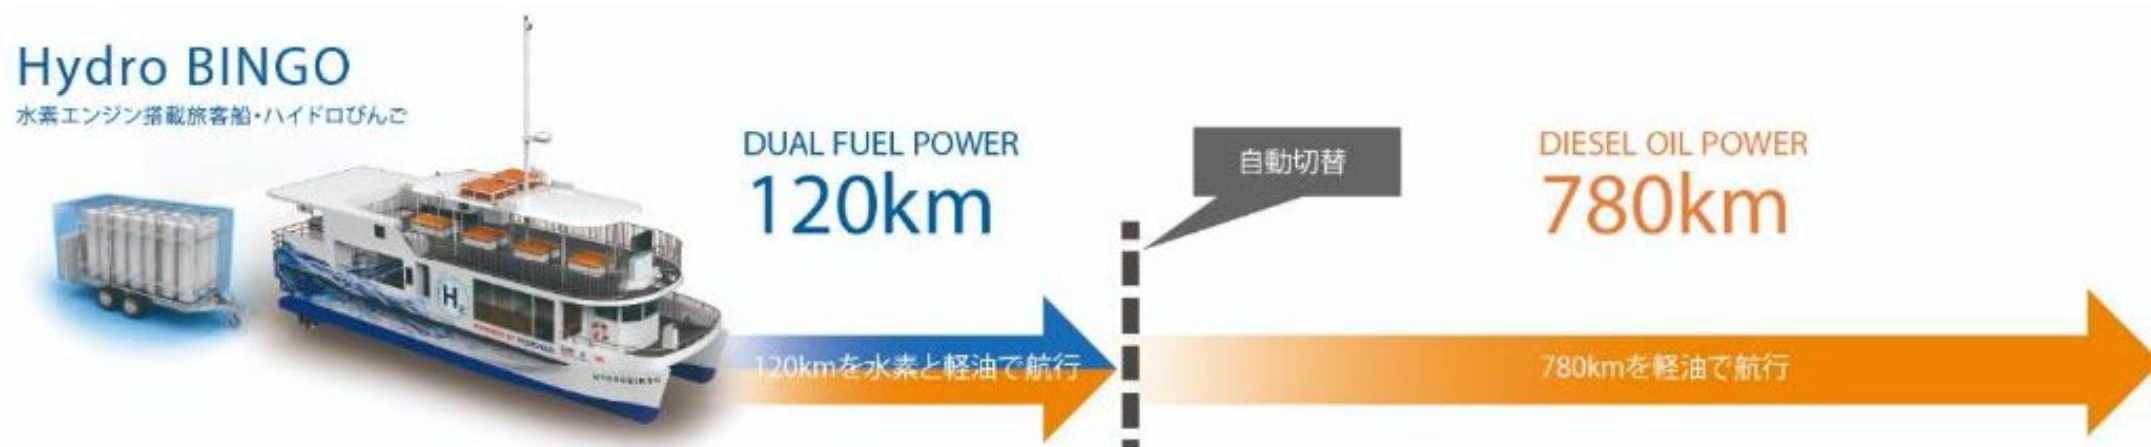 Hydro BINGO
水素エンジン搭載旅客船・ハイドロびんご
DUAL FUEL POWER
120km
自動切替
DIESEL OIL POWER
780km
H2
120kmを水素と軽油で航行
780kmを軽油で航行